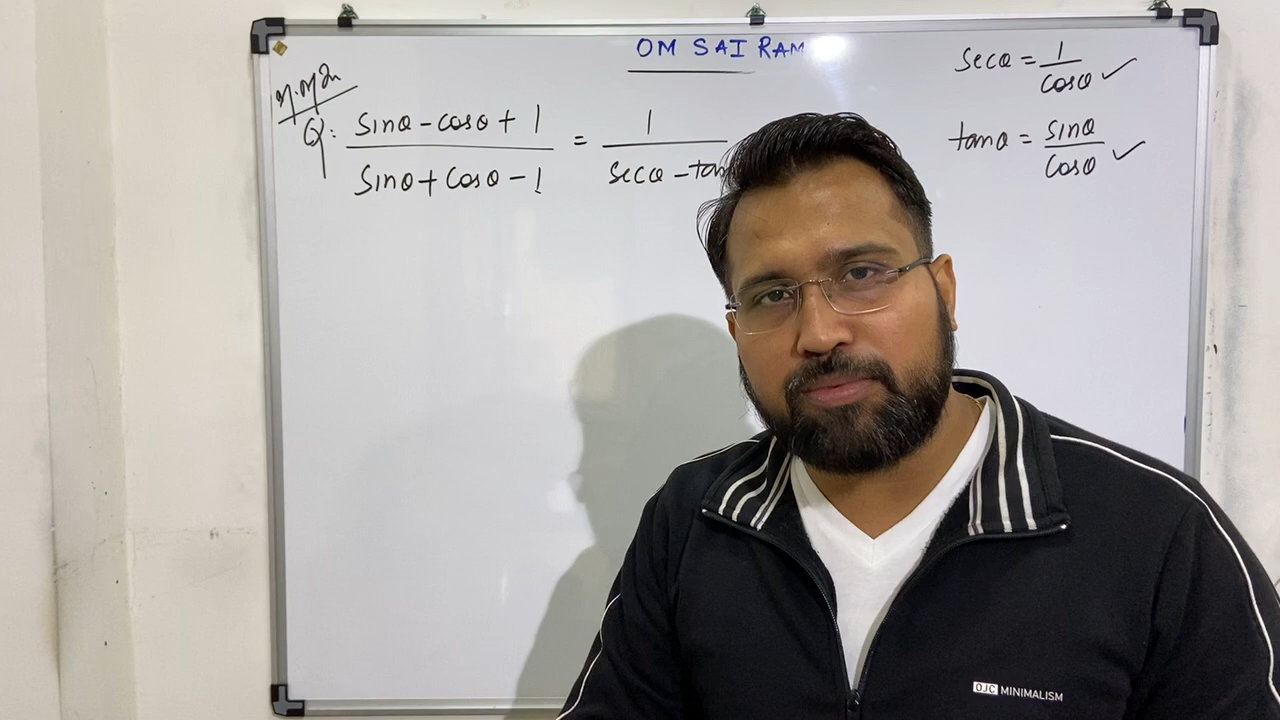 OM SAI RAM
Q: sinθ - cosθ + 1 / sinθ + cosθ - 1 = 1 / secθ - tan
secθ = 1 / cosθ ✓
tanθ = sinθ / cosθ ✓
OJC MINIMALISM